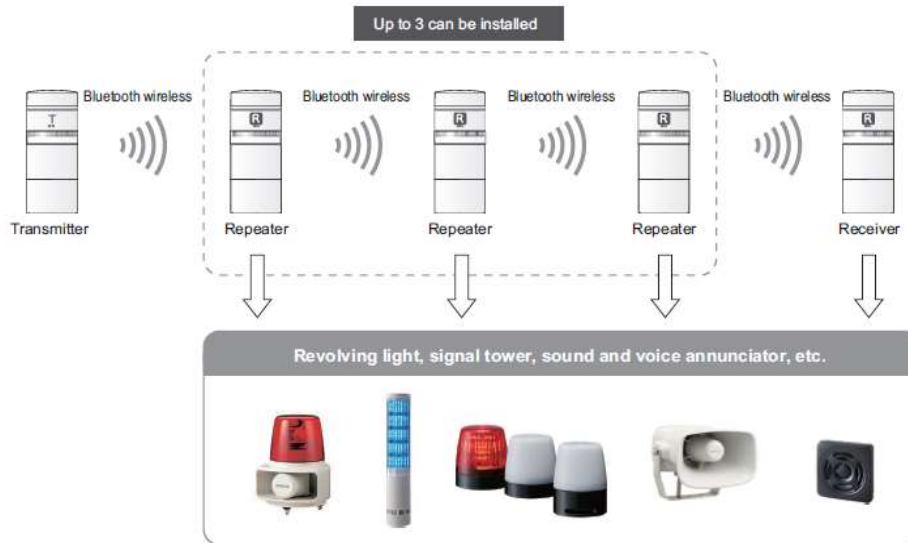 Up to 3 can be installed
Bluetooth wireless
Bluetooth wireless
Bluetooth wireless
Bluetooth wireless
T
R
R
R
R
Transmitter
Repeater
Repeater
Repeater
Receiver
Revolving light, signal tower, sound and voice annunciator, etc.